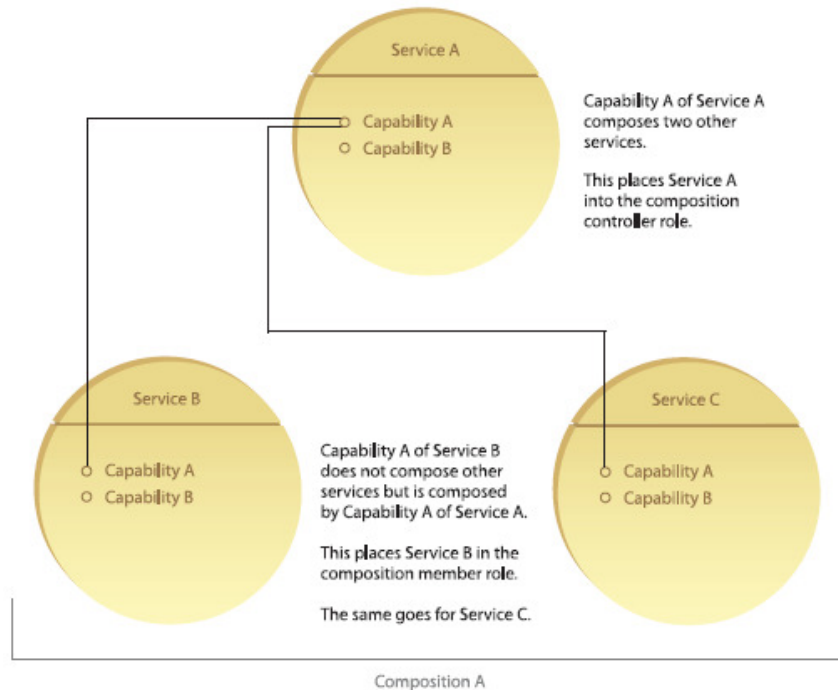 Service A
Capability A
Capability B
Capability A of Service A
composes two other
services.
This places Service A
into the composition
controller role.
Service B
Capability A
Capability B
Capability A of Service B
does not compose other
services but is composed
by Capability A of Service A.
This places Service B in the
composition member role.
The same goes for Service C.
Service C
Capability A
Capability B
Composition A